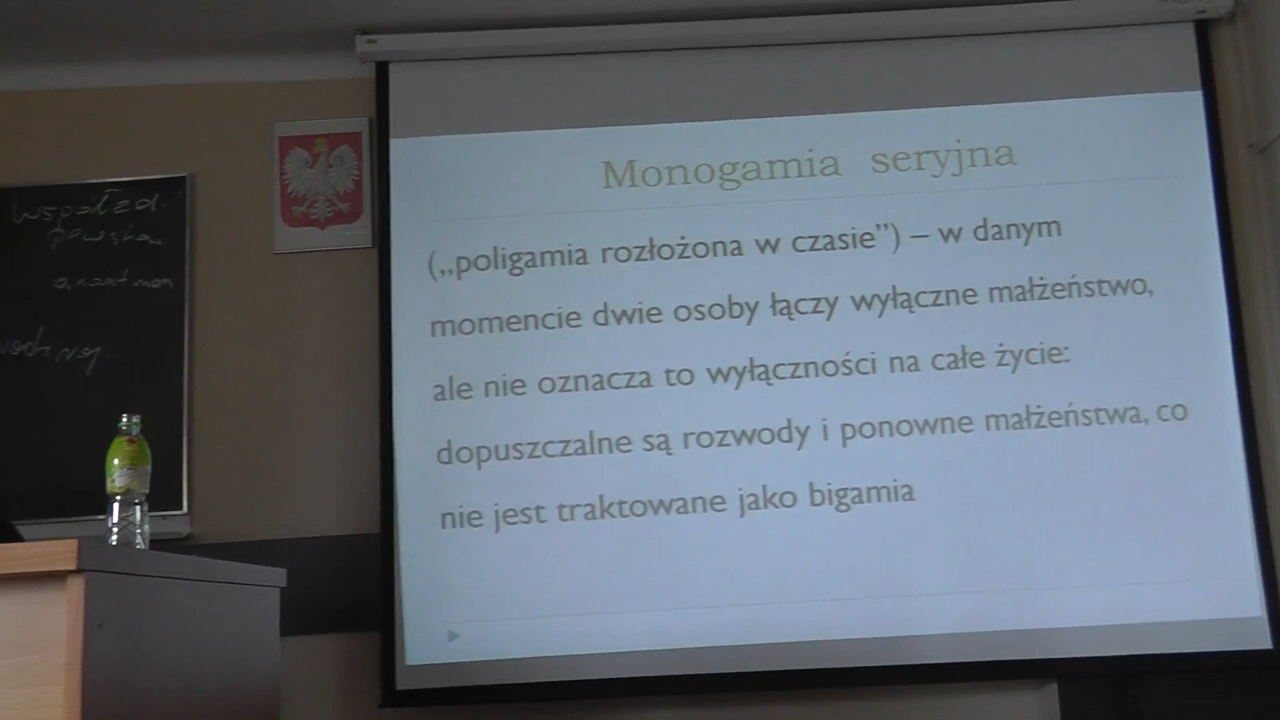 Monogamia seryjna
(„poligamia rozłożona w czasie”) – w danym
momencie dwie osoby łączy wyłączne małżeństwo,
ale nie oznacza to wyłączności na całe życie:
dopuszczalne są rozwody i ponowne małżeństwa, co
nie jest traktowane jako bigamia